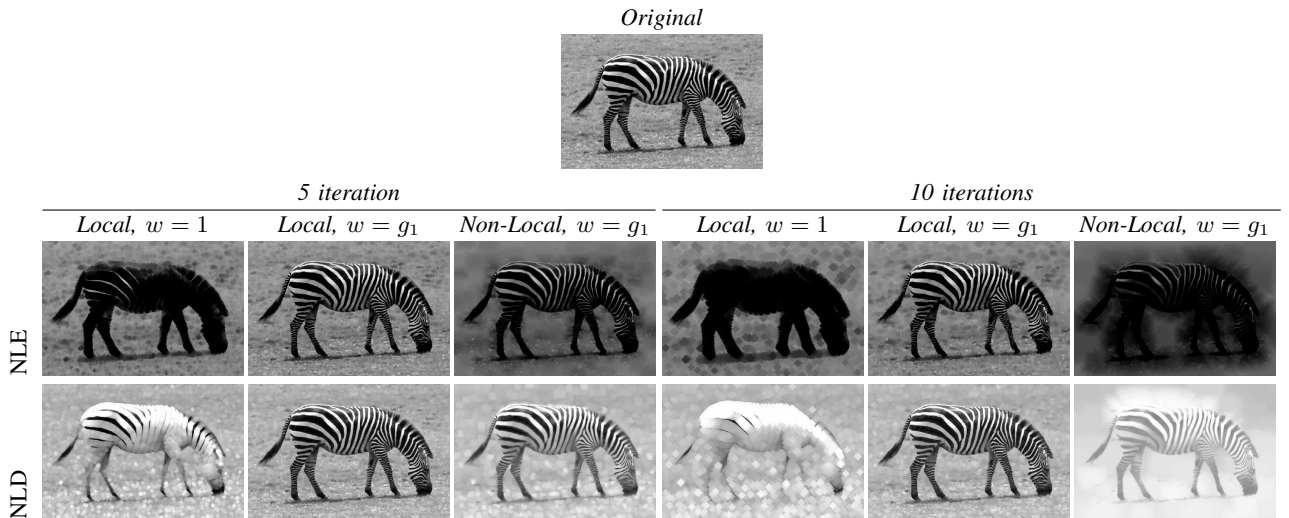 Original
5 iteration 10 iterations
Local, w = 1 Local, w = g₁ Non-Local, w = g₁ Local, w = 1 Local, w = g₁ Non-Local, w = g₁
NLE
NLD